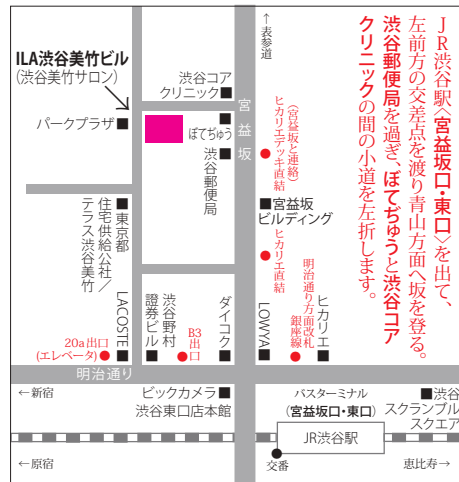 JR渋谷駅〈宮益坂口・東口〉を出て、
左前方の交差点を渡り青山方面へ坂を登る。
渋谷郵便局を過ぎ、ぼてぢゅうと渋谷コア
クリニックの間の小道を左折します。
←表参道
ILA渋谷美竹ビル
(渋谷美竹サロン)
渋谷コア
クリニック■
宮益坂
パークプラザ■
■
ぼてぢゅう
渋谷郵便局■
(宮益坂と連絡)
ヒカリエデッキ直結
●
■宮益坂
ビルディング
●
ヒカリエ直結
■東京都
住宅供給公社/
テラス渋谷美竹
LACOSTE■
渋谷野村
證券ビル■
B3出口●
ダイコク■
LOWYA■
明治通り方面改札
銀座線●
ヒカリエ■
20a出口●
(エレベータ)
明治通り
←新宿
ビックカメラ■
渋谷東口店本館
バスターミナル
(宮益坂口・東口)
■渋谷
スクランブル
スクエア
JR渋谷駅
←原宿
交番
恵比寿→